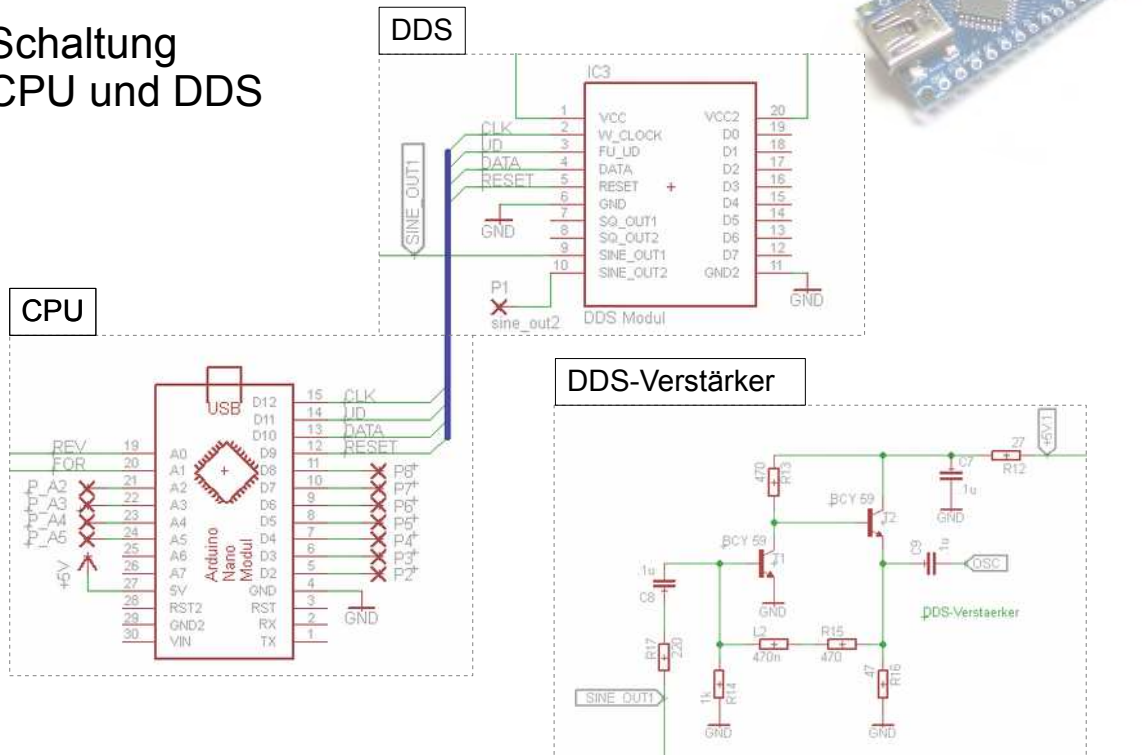 Schaltung
CPU und DDS
DDS
IC3
1 VCC VCC2 20
CLK 2 W_CLOCK D0 19
UD 3 FU_UD D1 18
DATA 4 DATA D2 17
RESET 5 RESET D3 16
6 GND D4 15
GND
7 SQ_OUT1 D5 14
8 SQ_OUT2 D6 13
SINE_OUT1
9 SINE_OUT1 D7 12
10 SINE_OUT2 GND2 11
GND
P1
sine_out2
DDS Modul
CPU
USB
D12 15 CLK
D11 14 UD
D10 13 DATA
REV 19 A0 D9 12 RESET
FOR 20 A1 D8 11 P8
P_A2 21 A2 D7 10 P7
P_A3 22 A3 D6 9 P6
P_A4 23 A4 D5 8 P5
P_A5 24 A5 D4 7 P4
25 A6 D3 6 P3
26 A7 D2 5 P2
+5V 27 5V GND 4
GND
28 RST2 RST 3
29 GND2 RX 2
30 VIN TX 1
Arduino
Nano
Modul
DDS-Verstärker
+5V1
27
R12
470
R13
C7
1u
GND
BCY 59
T2
BCY 59
T1
C9
1u
OSC
1u
C8
GND
DDS-Verstaerker
L2
470n
R15
470
R17
220
1k
R14
47
R16
SINE_OUT1
GND
GND